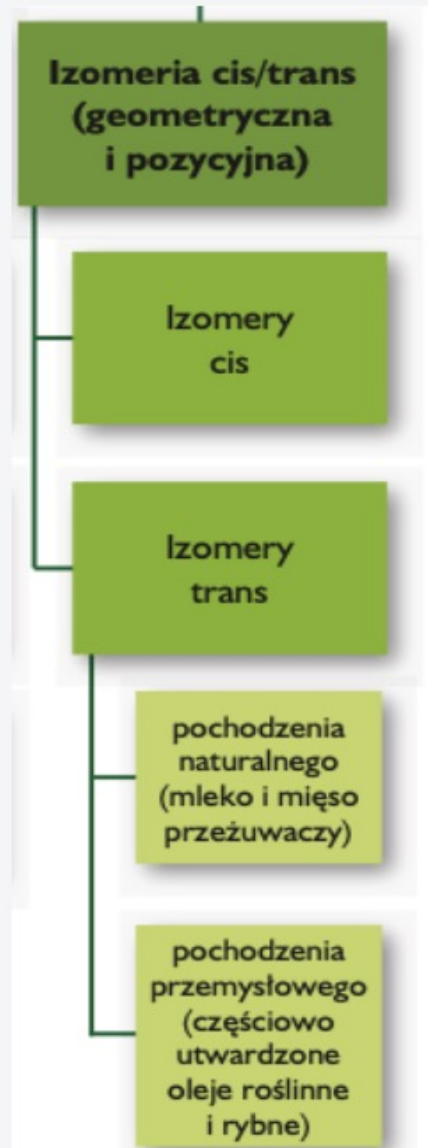 Izomeria cis/trans
(geometryczna
i pozycyjna)
Izomery
cis
Izomery
trans
pochodzenia
naturalnego
(mleko i mięso
przeżuwaczy)
pochodzenia
przemysłowego
(częściowo
utwardzone
oleje roślinne
i rybne)